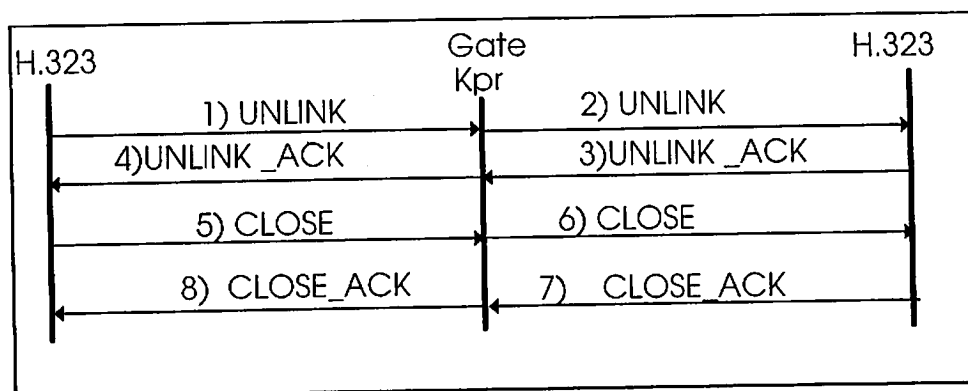 H.323
Gate
Kpr
H.323
1) UNLINK
2) UNLINK
4)UNLINK _ACK
3)UNLINK _ACK
5) CLOSE
6) CLOSE
8) CLOSE_ACK
7) CLOSE_ACK